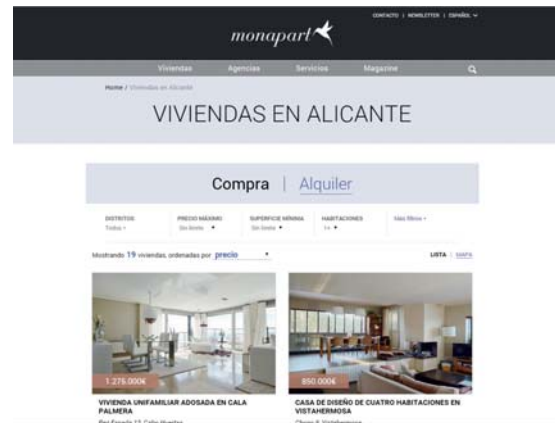 CONTACTO | NEWSLETTER | ESPAÑOL
monapart
Viviendas Agencias Servicios Magazine
Home / Viviendas en Alicante
VIVIENDAS EN ALICANTE
Compra | Alquiler
DISTRITOS PRECIO MÁXIMO SUPERFICIE MÍNIMA HABITACIONES Más filtros
Todos Sin límite Sin límite 1+
Mostrando 19 viviendas, ordenadas por precio LISTA | MAPA
1.275.000€ 850.000€
VIVIENDA UNIFAMILIAR ADOSADA EN CALA PALMERA
CASA DE DISEÑO DE CUATRO HABITACIONES EN VISTAHERMOSA